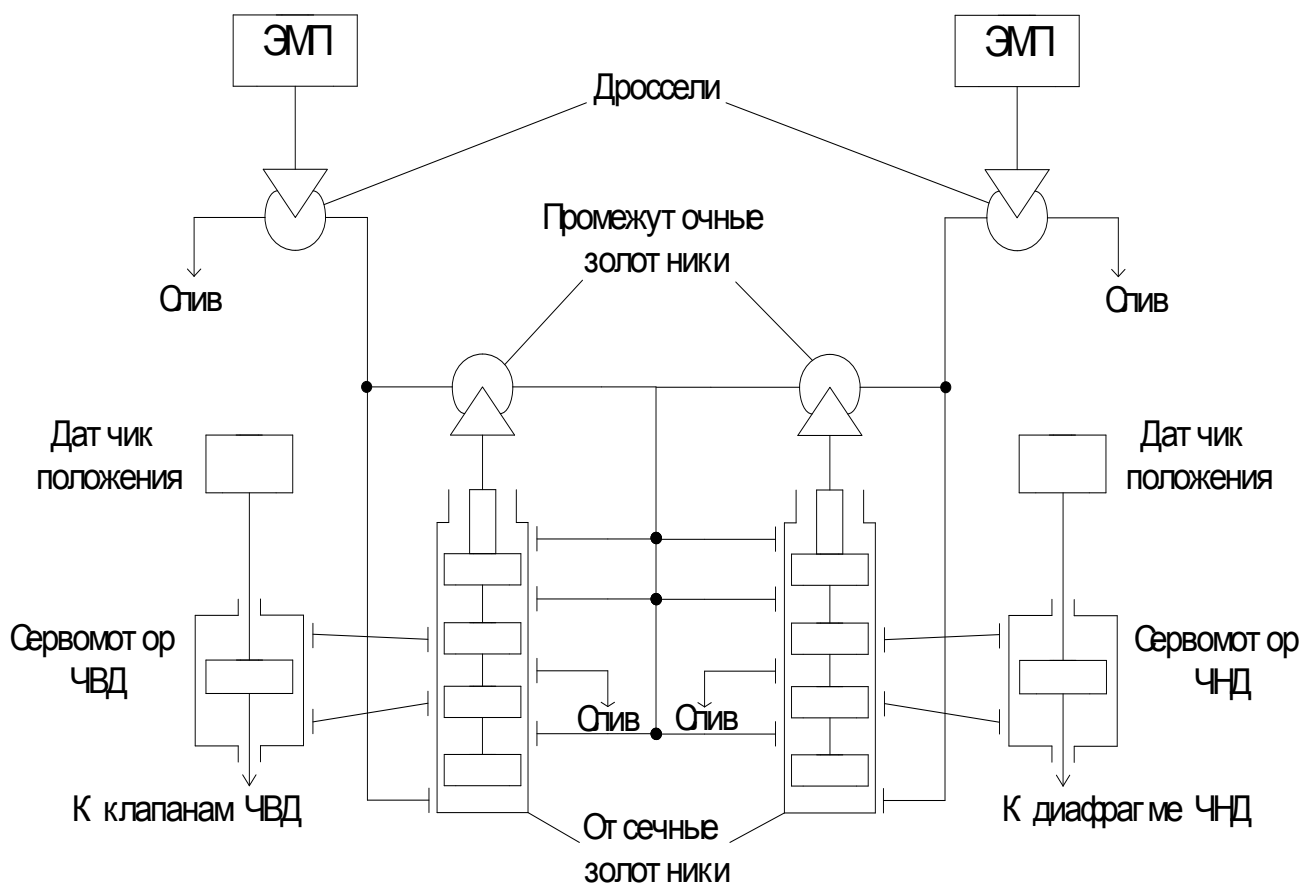 ЭМП
ЭМП
Дроссели
Промежуточные
золотники
Слив
Слив
Датчик
положения
Датчик
положения
Сервомотор
ЧВД
Сервомотор
ЧНД
Слив
Слив
К клапанам ЧВД
К диафрагме ЧНД
Отсечные
золотники